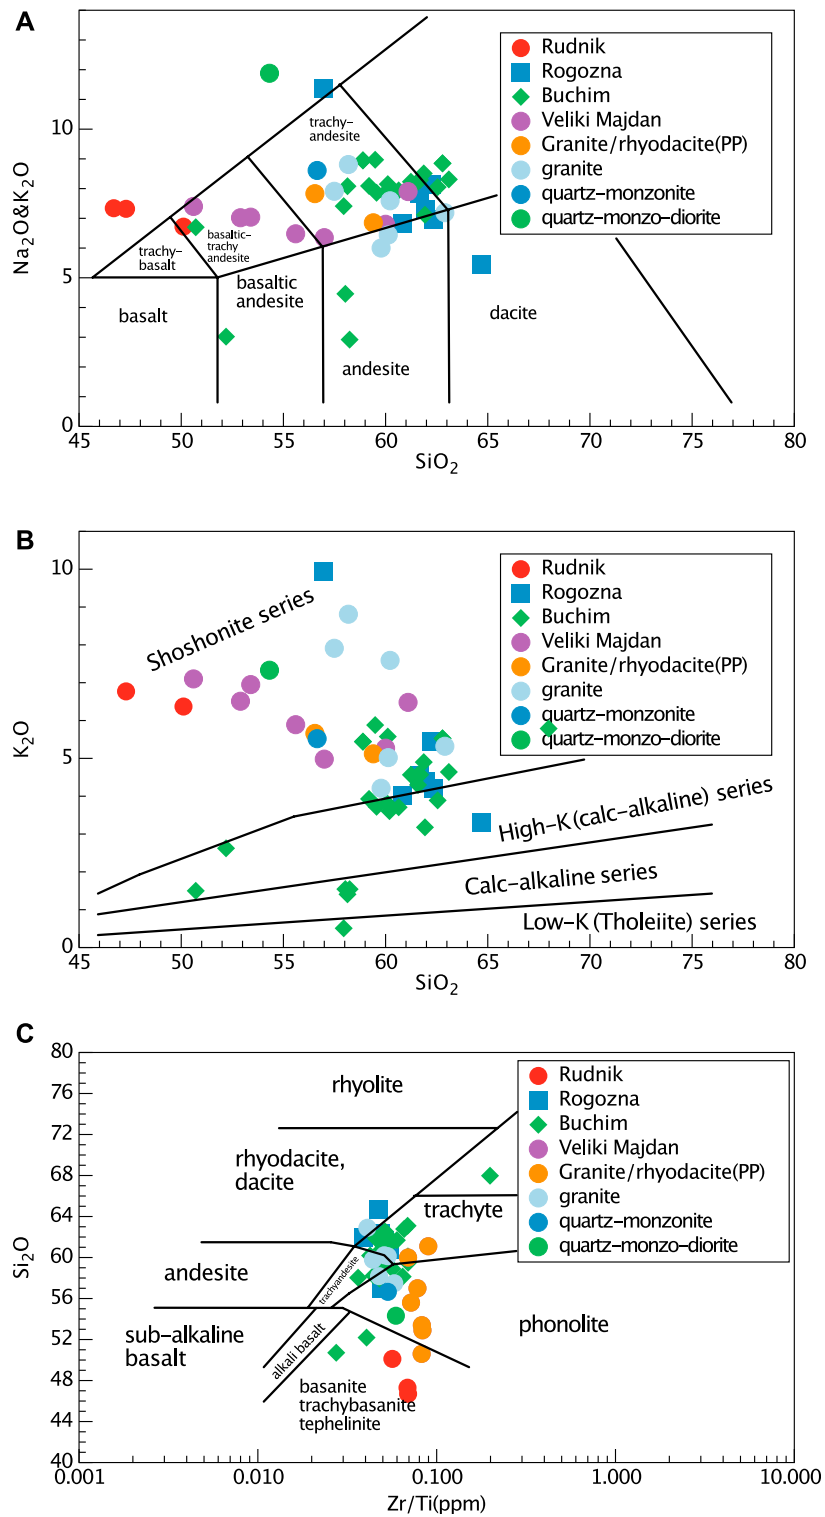 A
Na2O&K2O
10
5
0
trachy-
andesite
basaltic-
trachy
andesite
trachy-
basalt
basaltic
andesite
basalt
andesite
dacite
Rudnik
Rogozna
Buchim
Veliki Majdan
Granite/rhyodacite(PP)
granite
quartz-monzonite
quartz-monzo-diorite
45 50 55 60 65 70 75 80
SiO2
B
K2O
10
5
0
Shoshonite series
High-K(calc-alkaline) series
Calc-alkaline series
Low-K(Tholeiite) series
Rudnik
Rogozna
Buchim
Veliki Majdan
Granite/rhyodacite(PP)
granite
quartz-monzonite
quartz-monzo-diorite
45 50 55 60 65 70 75 80
SiO2
C
Si2O
80
76
72
68
64
60
56
52
48
44
40
rhyolite
rhyodacite,
dacite
trachyte
andesite
trachyandesite
sub-alkaline
basalt
alkali basalt
phonolite
basanite
trachybasanite
tephelinite
Rudnik
Rogozna
Buchim
Veliki Majdan
Granite/rhyodacite(PP)
granite
quartz-monzonite
quartz-monzo-diorite
0.001 0.010 0.100 1.000 10.000
Zr/Ti(ppm)